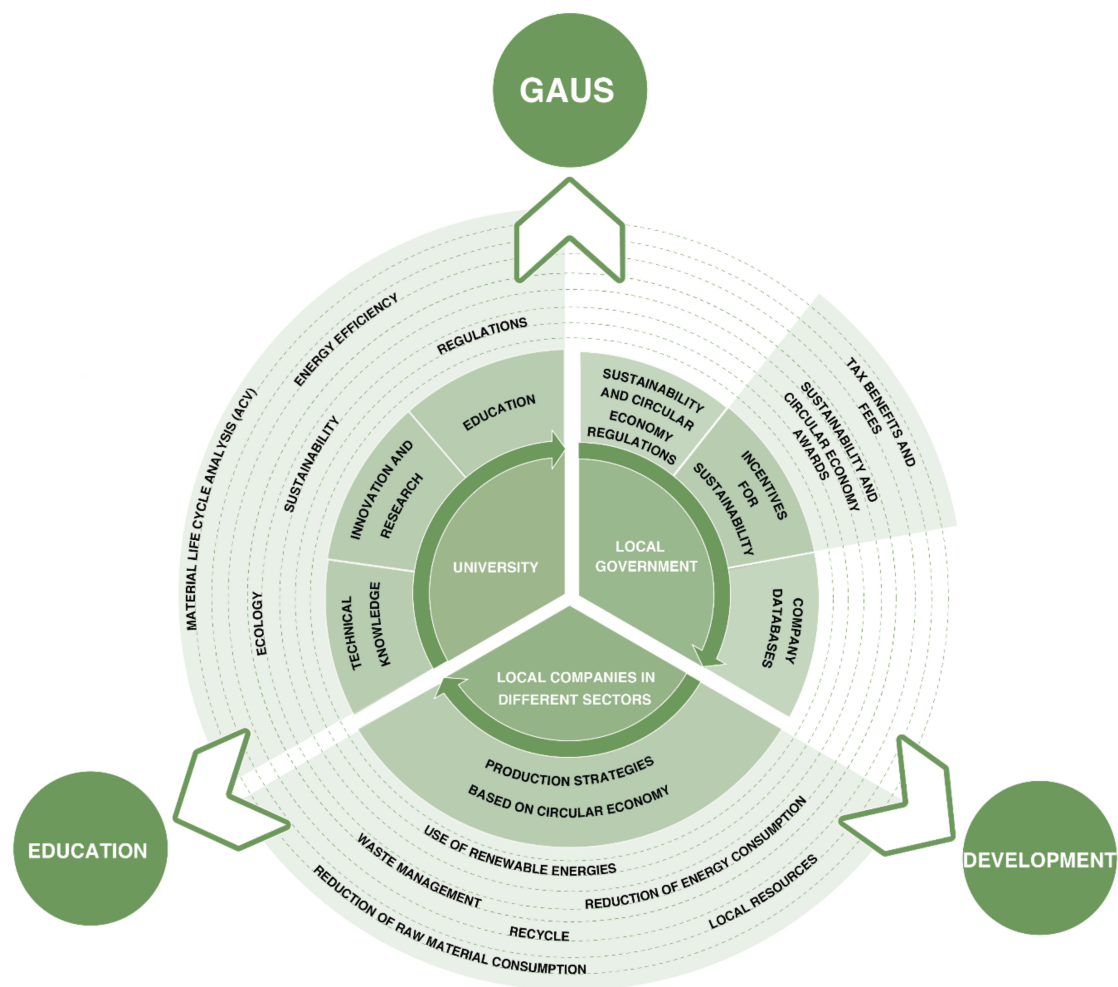 GAUS
ENERGY EFFICIENCY
REGULATIONS
MATERIAL LIFE CYCLE ANALYSIS (ACV)
SUSTAINABILITY
ECOLOGY
EDUCATION
INNOVATION AND
RESEARCH
TECHNICAL
KNOWLEDGE
UNIVERSITY
SUSTAINABILITY
AND CIRCULAR
ECONOMY
REGULATIONS
INCENTIVES
FOR
SUSTAINABILITY
COMPANY
DATABASES
TAX BENEFITS AND
FEES
SUSTAINABILITY AND
CIRCULAR ECONOMY
AWARDS
LOCAL
GOVERNMENT
LOCAL COMPANIES IN
DIFFERENT SECTORS
PRODUCTION STRATEGIES
BASED ON CIRCULAR ECONOMY
USE OF RENEWABLE ENERGIES
WASTE MANAGEMENT
REDUCTION OF ENERGY CONSUMPTION
LOCAL RESOURCES
RECYCLE
REDUCTION OF RAW MATERIAL CONSUMPTION
EDUCATION
DEVELOPMENT